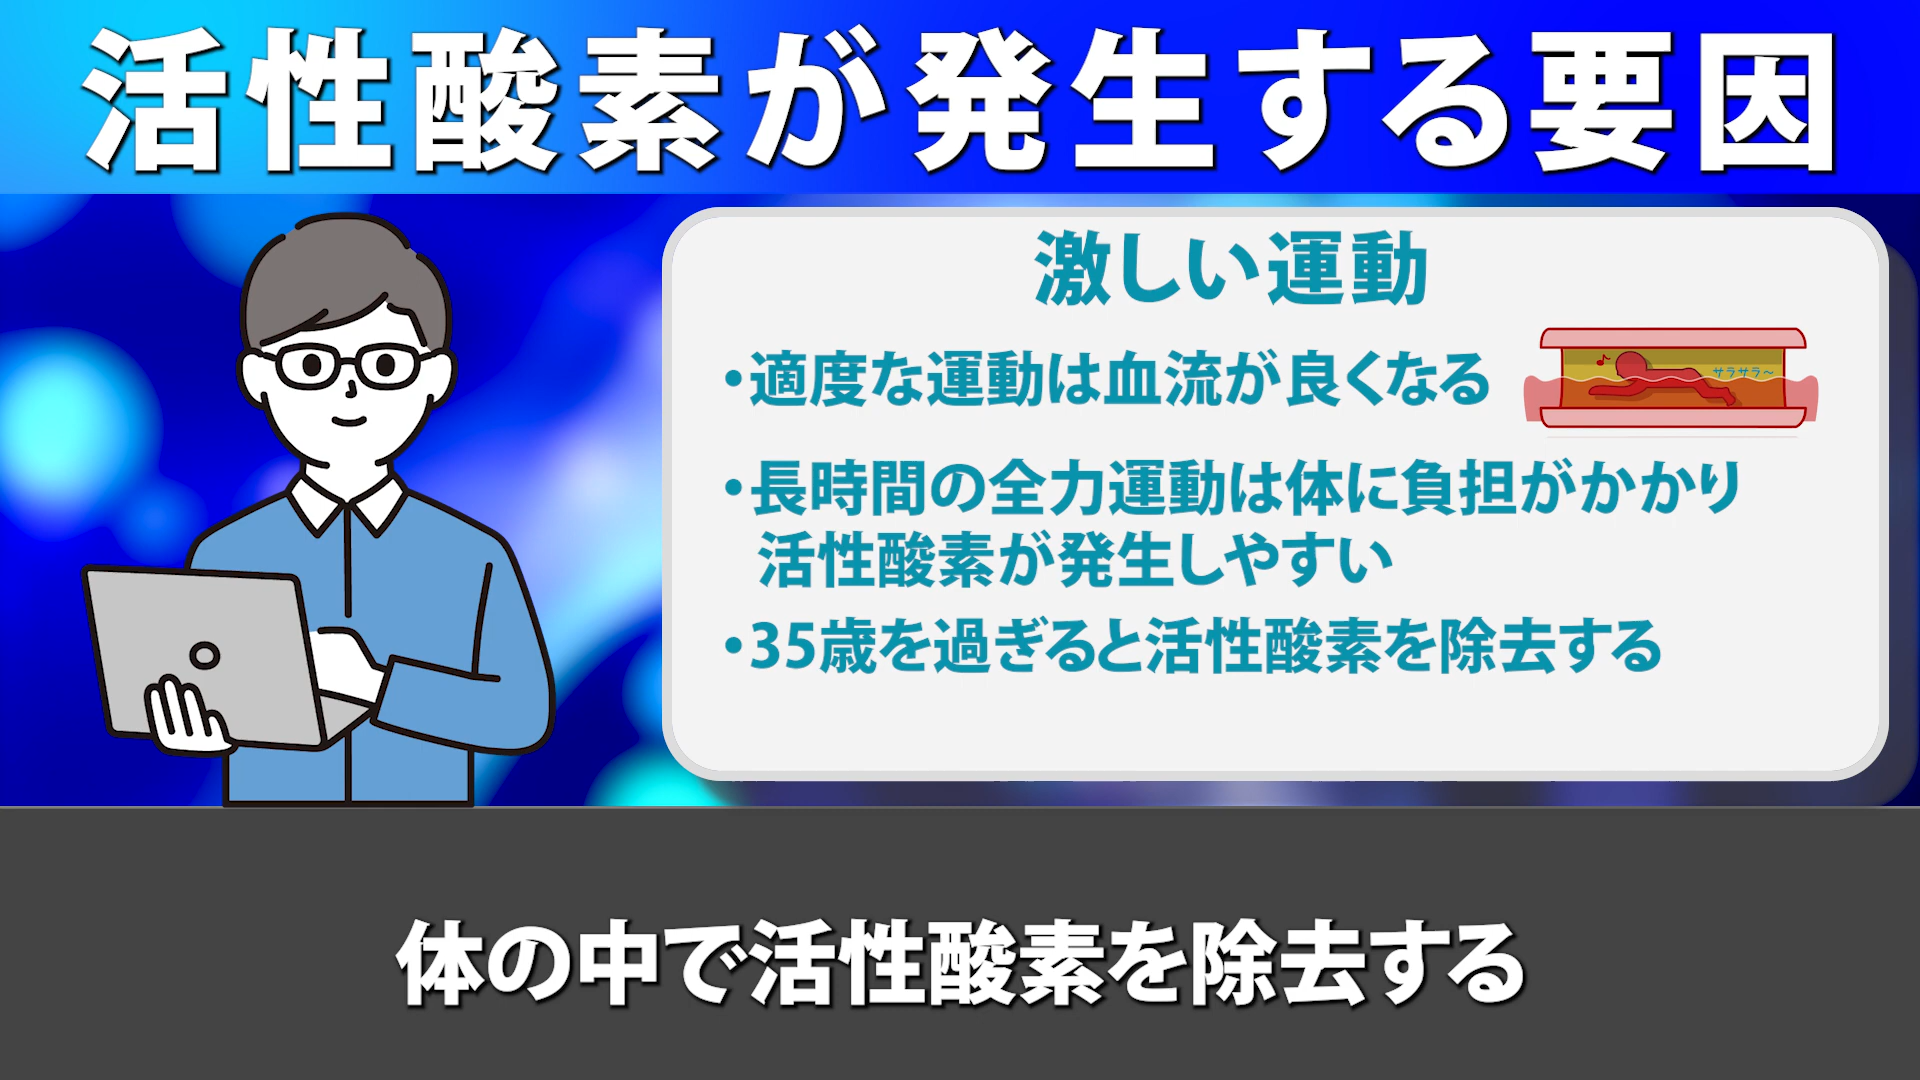 活性酸素が発生する要因
激しい運動
・適度な運動は血流が良くなる
サラサラ～
・長時間の全力運動は体に負担がかかり
活性酸素が発生しやすい
・35歳を過ぎると活性酸素を除去する
体の中で活性酸素を除去する